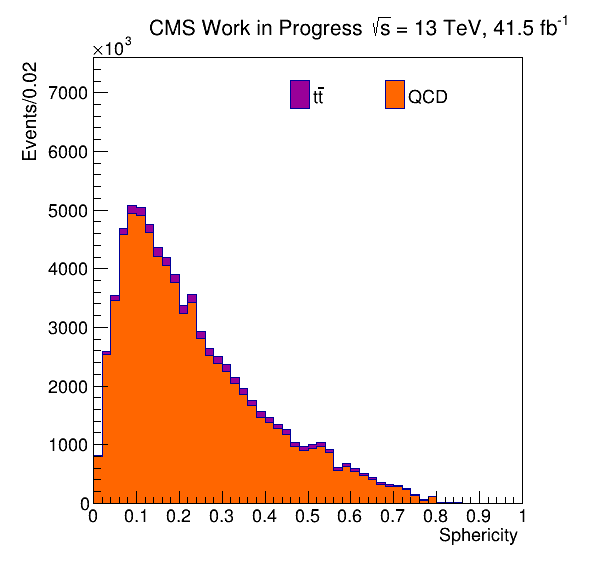 CMS Work in Progress √s = 13 TeV, 41.5 fb⁻¹
×10³
Events/0.02
tt̄
QCD
7000
6000
5000
4000
3000
2000
1000
0
0 0.1 0.2 0.3 0.4 0.5 0.6 0.7 0.8 0.9 1
Sphericity